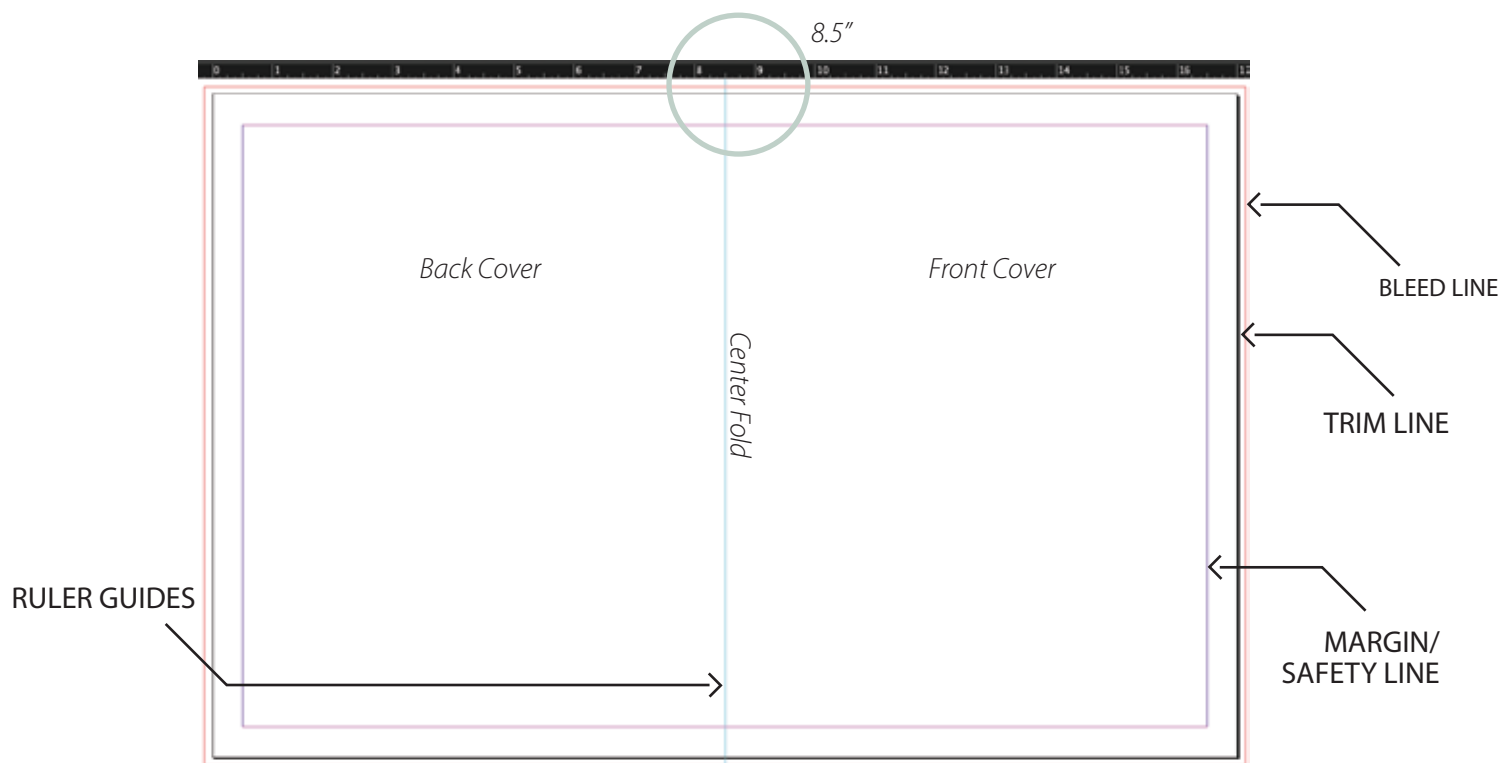 8.5"
0 1 2 3 4 5 6 7 8 9 10 11 12 13 14 15 16 17
Back Cover
Front Cover
BLEED LINE
Center Fold
TRIM LINE
RULER GUIDES
MARGIN/
SAFETY LINE